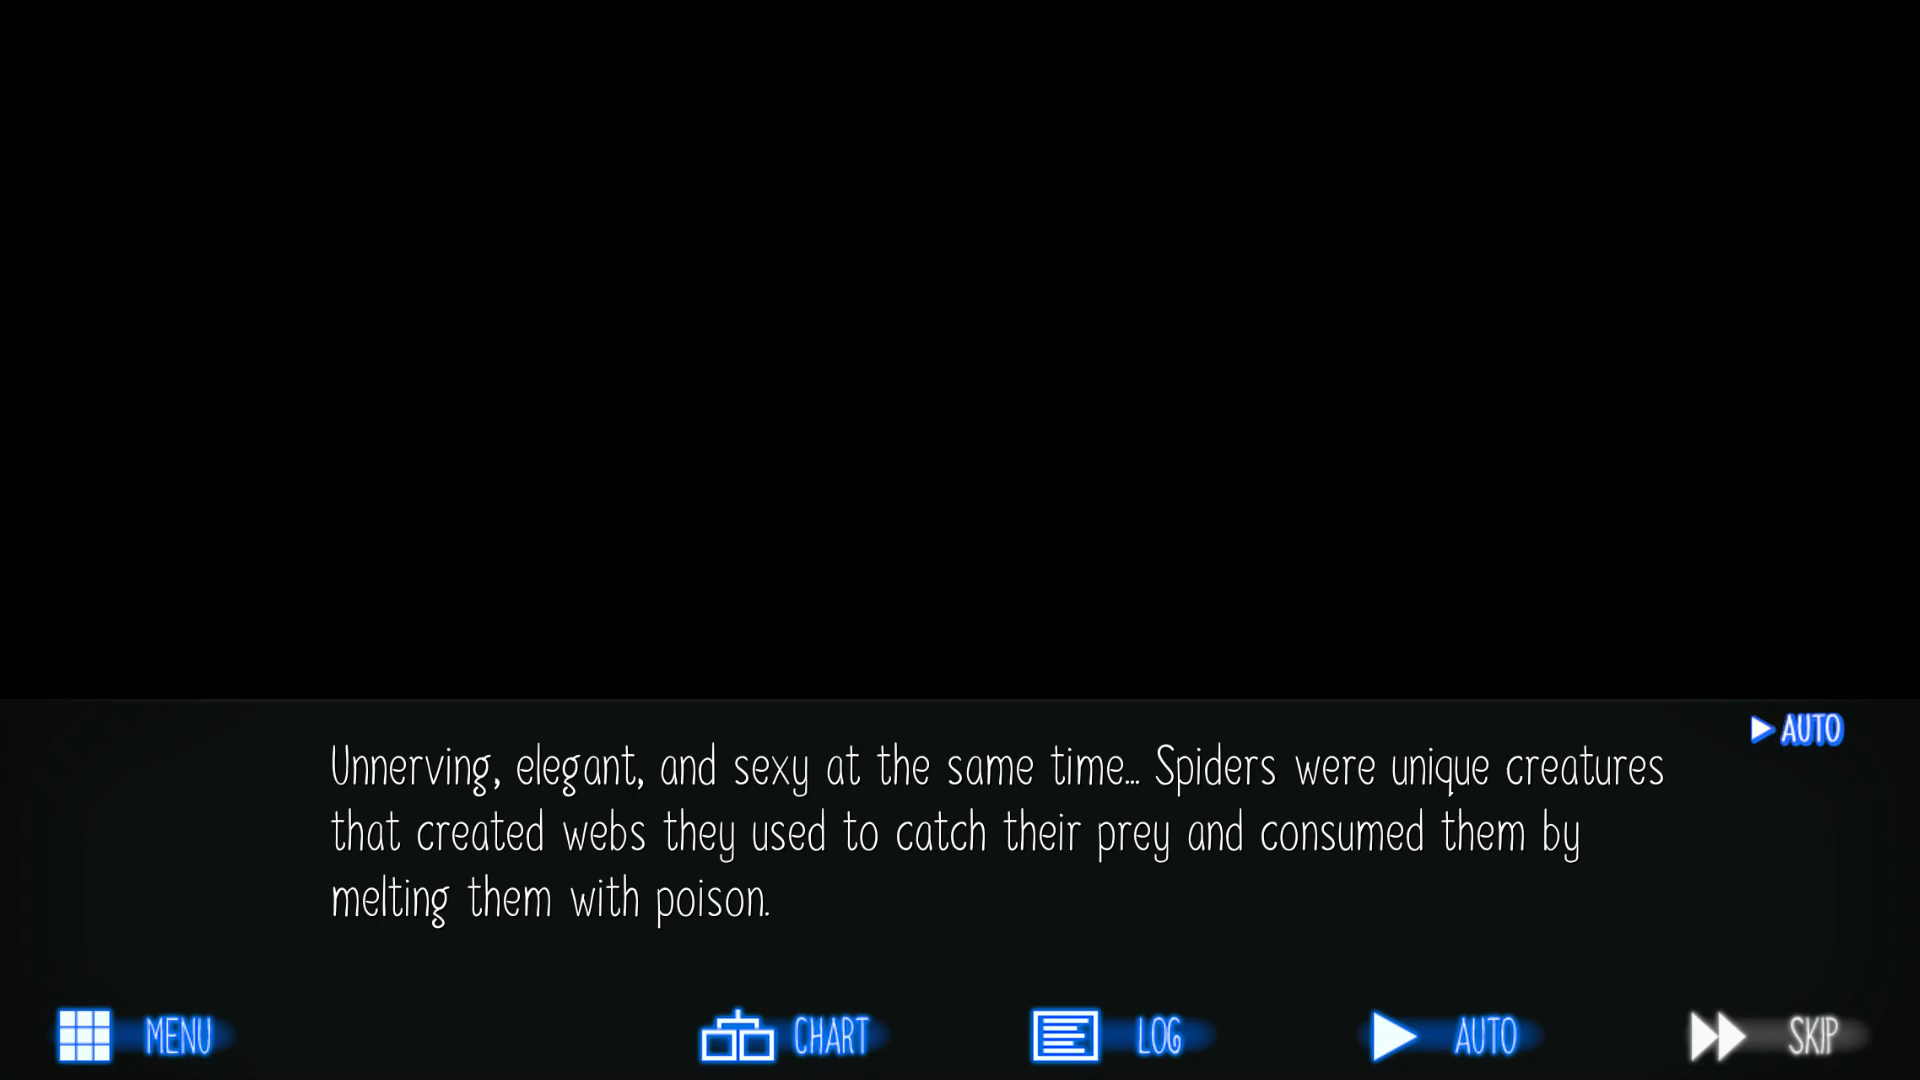 AUTO
Unnerving, elegant, and sexy at the same time... Spiders were unique creatures
that created webs they used to catch their prey and consumed them by
melting them with poison.
MENU
CHART
LOG
AUTO
SKIP